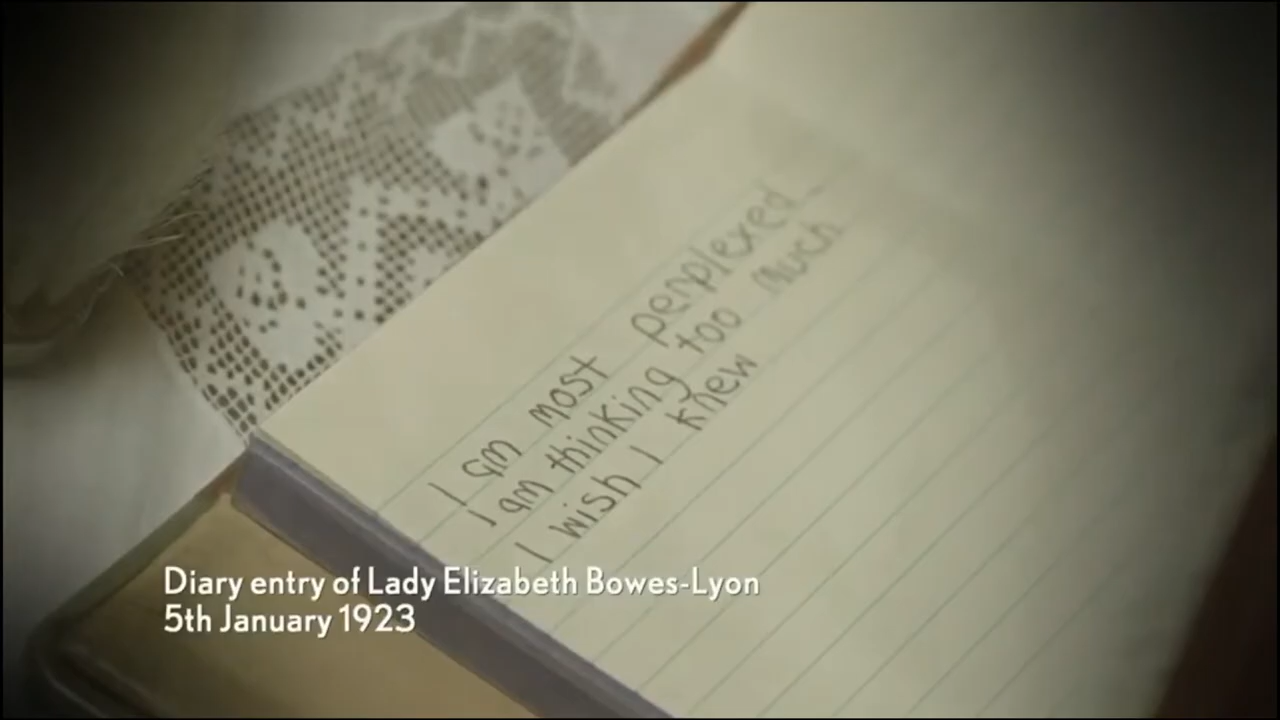 I am most perplexed
I am thinking too much
I wish I knew
Diary entry of Lady Elizabeth Bowes-Lyon
5th January 1923